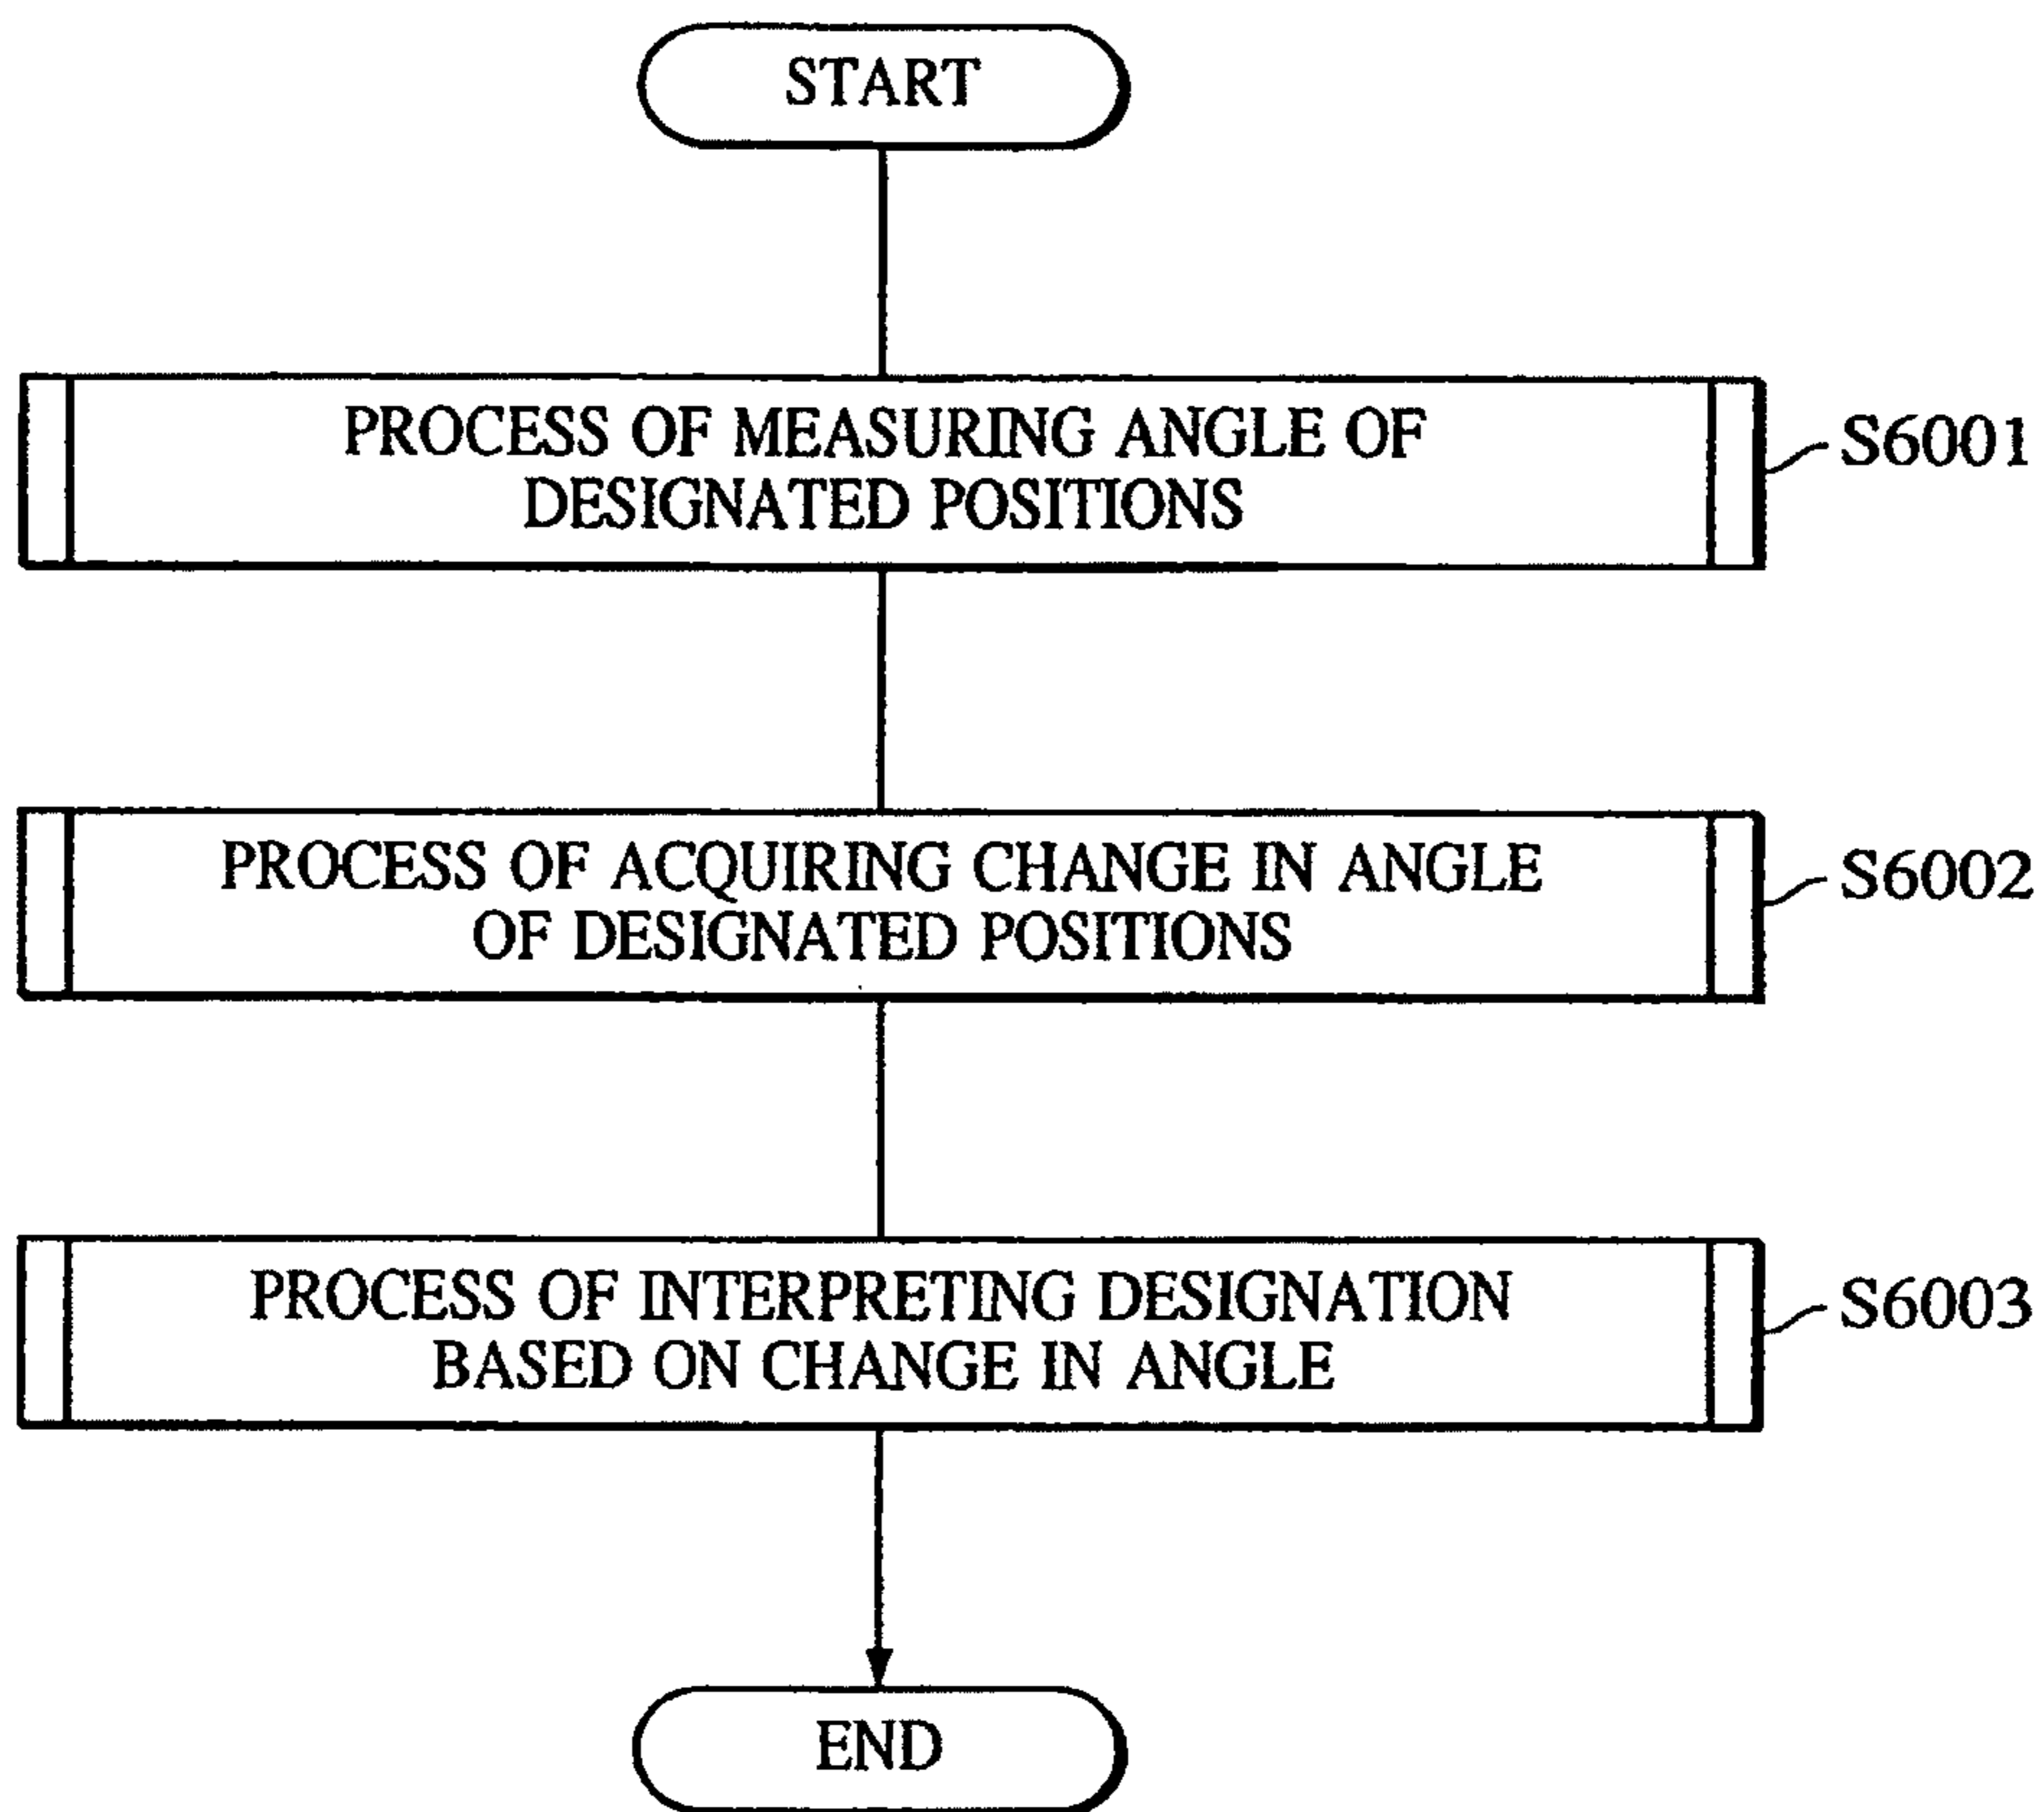 START
PROCESS OF MEASURING ANGLE OF
DESIGNATED POSITIONS
S6001
PROCESS OF ACQUIRING CHANGE IN ANGLE
OF DESIGNATED POSITIONS
S6002
PROCESS OF INTERPRETING DESIGNATION
BASED ON CHANGE IN ANGLE
S6003
END